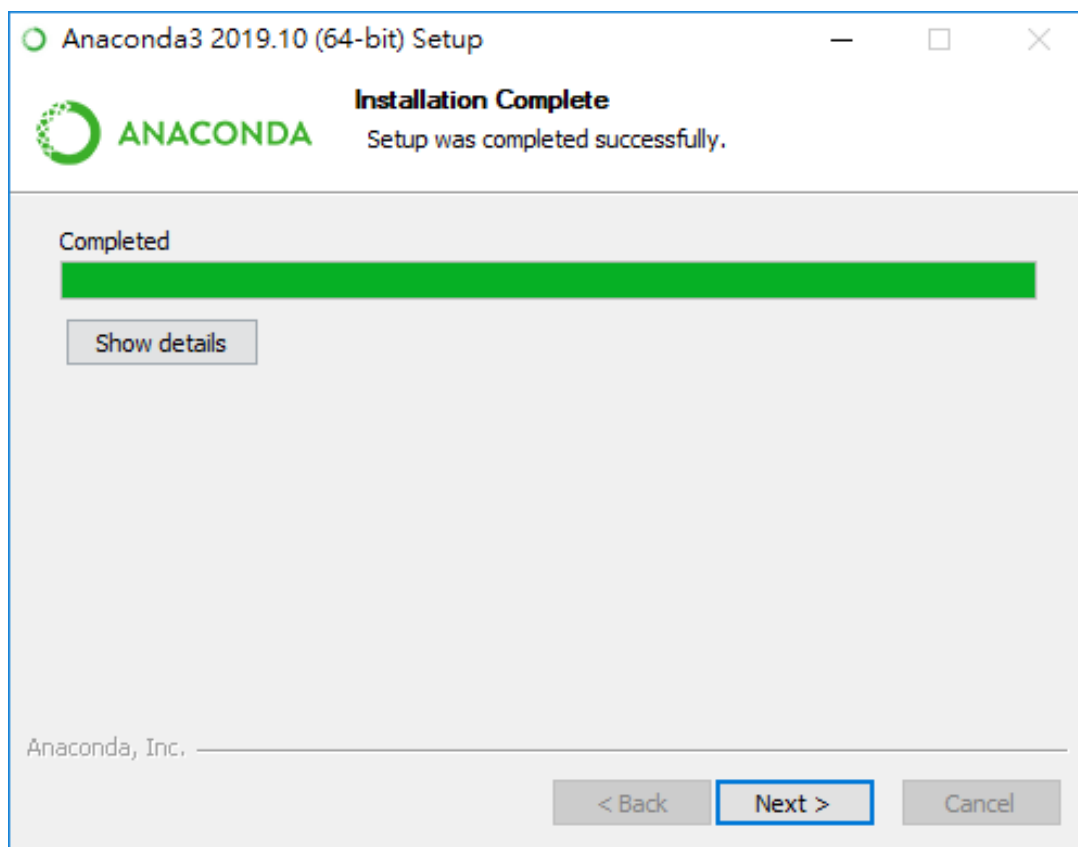 Anaconda3 2019.10 (64-bit) Setup
ANACONDA
Installation Complete
Setup was completed successfully.
Completed
Show details
Anaconda, Inc.
< Back
Next >
Cancel